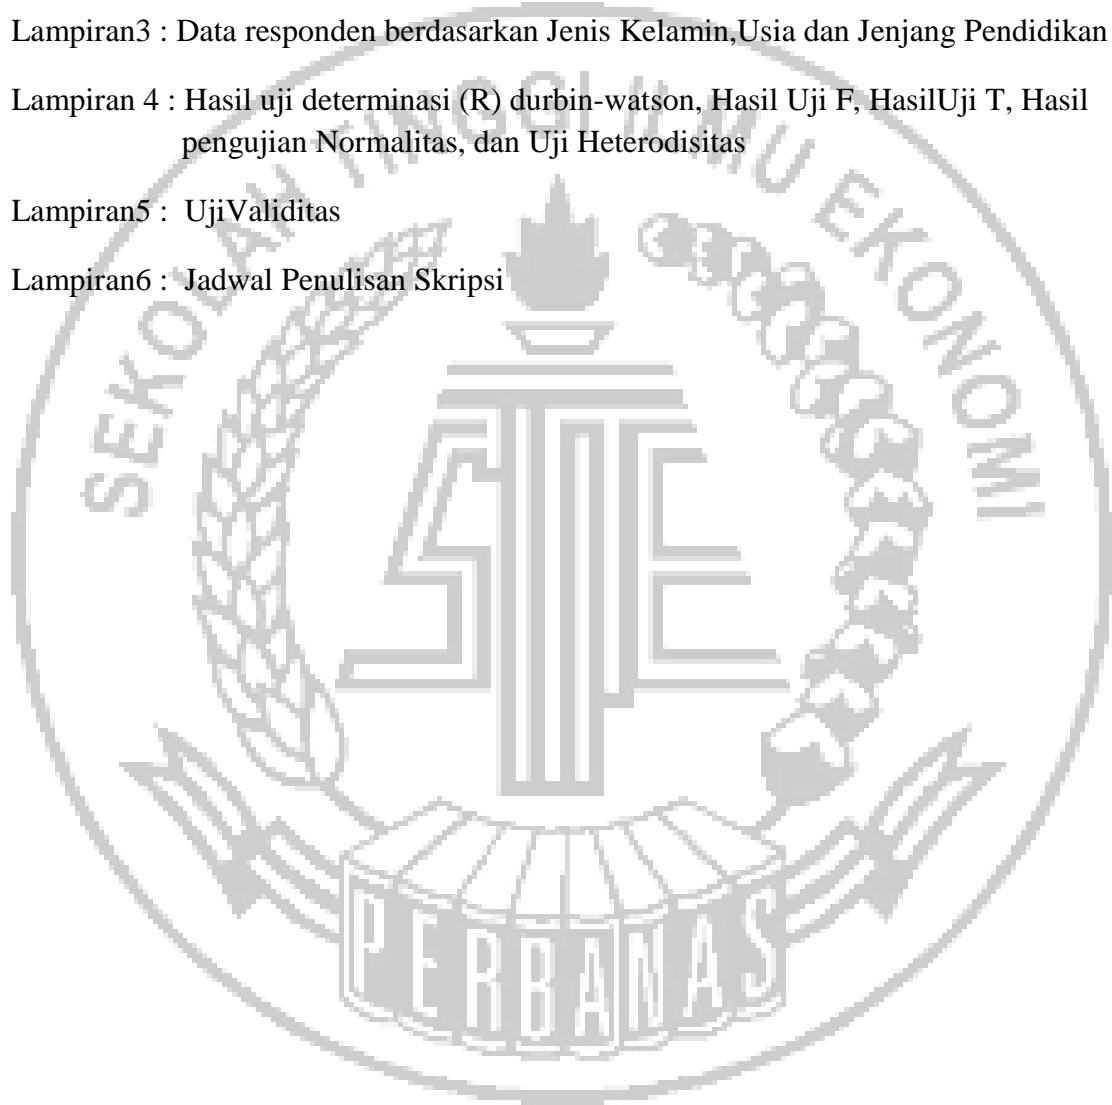 Lampiran3 : Data responden berdasarkan Jenis Kelamin,Usia dan Jenjang Pendidikan
Lampiran 4 : Hasil uji determinasi (R) durbin-watson, Hasil Uji F, HasilUji T, Hasil
pengujian Normalitas, dan Uji Heterodisitas
Lampiran5 : UjiValiditas
Lampiran6 : Jadwal Penulisan Skripsi
SEKOLAH TINGGI ILMU EKONOMI
STIE
PERBANAS